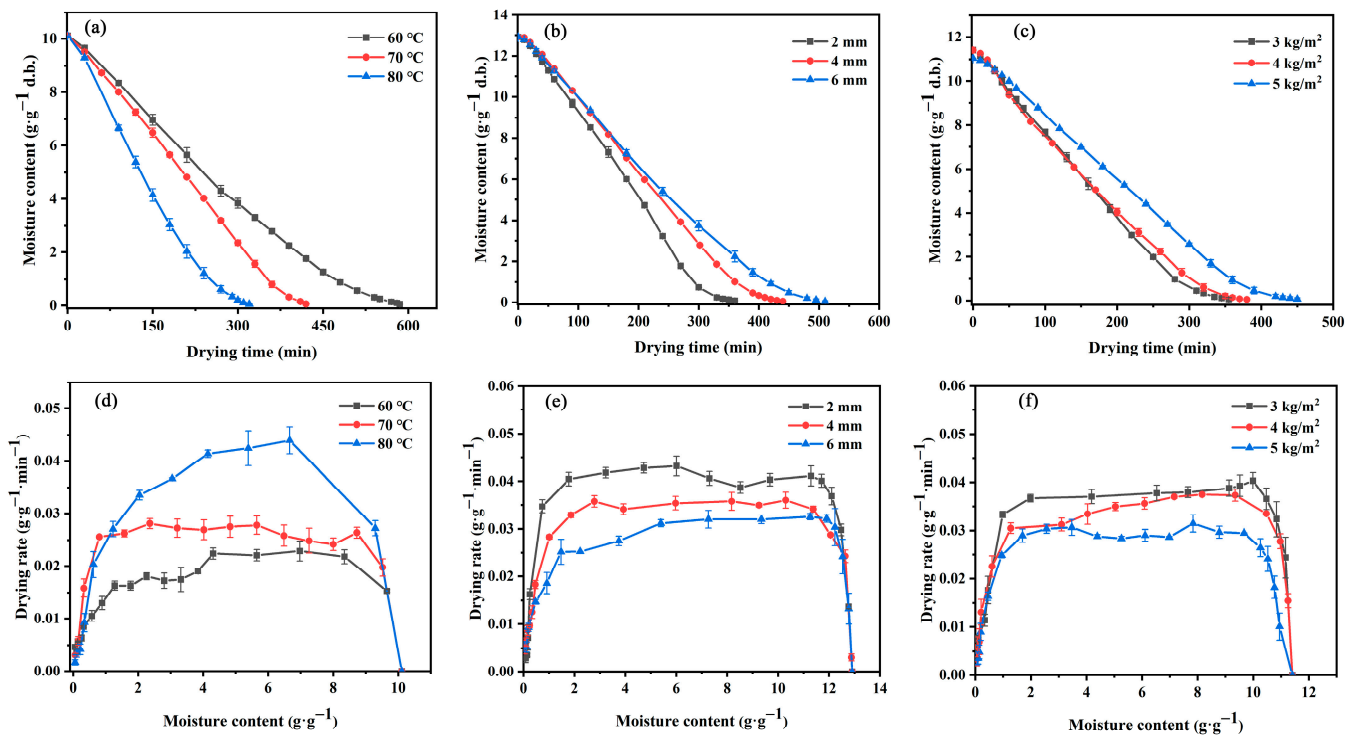 (a)
60 °C
70 °C
80 °C
Moisture content (g·g⁻¹ d.b.)
0
2
4
6
8
10
0
150
300
450
600
Drying time (min)
(b)
2 mm
4 mm
6 mm
Moisture content (g·g⁻¹ d.b.)
0
1
2
3
4
5
6
7
8
9
10
11
12
13
14
0
100
200
300
400
500
600
Drying time (min)
(c)
3 kg/m²
4 kg/m²
5 kg/m²
Moisture content (g·g⁻¹ d.b.)
0
2
4
6
8
10
12
0
100
200
300
400
500
Drying time (min)
(d)
60 °C
70 °C
80 °C
Drying rate (g·g⁻¹·min⁻¹)
0.00
0.01
0.02
0.03
0.04
0.05
0
2
4
6
8
10
Moisture content (g·g⁻¹)
(e)
2 mm
4 mm
6 mm
Drying rate (g·g⁻¹·min⁻¹)
0.00
0.01
0.02
0.03
0.04
0.05
0.06
0
2
4
6
8
10
12
14
Moisture content (g·g⁻¹)
(f)
3 kg/m²
4 kg/m²
5 kg/m²
Drying rate (g·g⁻¹·min⁻¹)
0.00
0.01
0.02
0.03
0.04
0.05
0.06
0
2
4
6
8
10
12
Moisture content (g·g⁻¹)